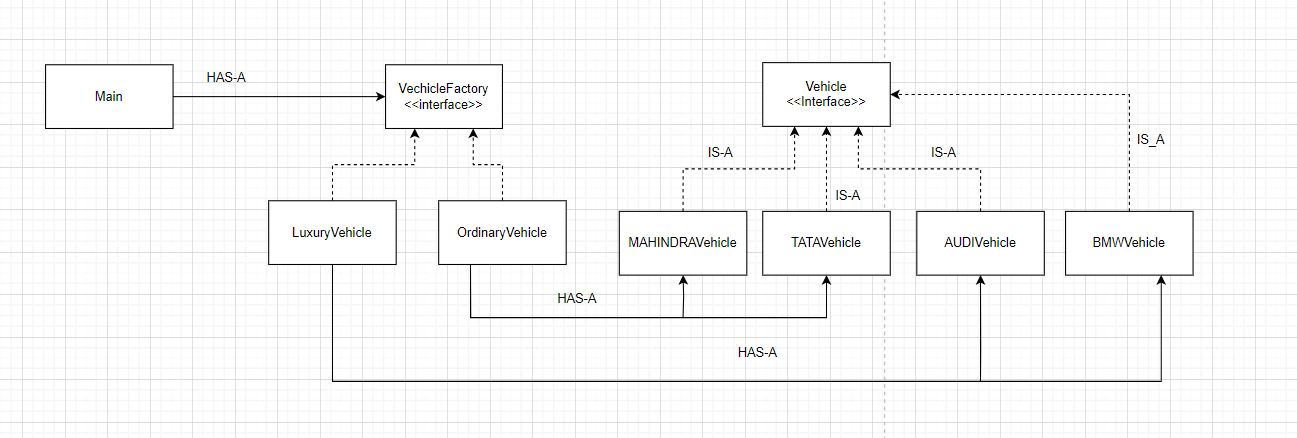 HAS-A
Main
VechicleFactory
<<interface>>
Vehicle
<<Interface>>
IS-A
IS-A
IS_A
IS-A
LuxuryVehicle
OrdinaryVehicle
MAHINDRAVehicle
TATAVehicle
AUDIVehicle
BMWVehicle
HAS-A
HAS-A